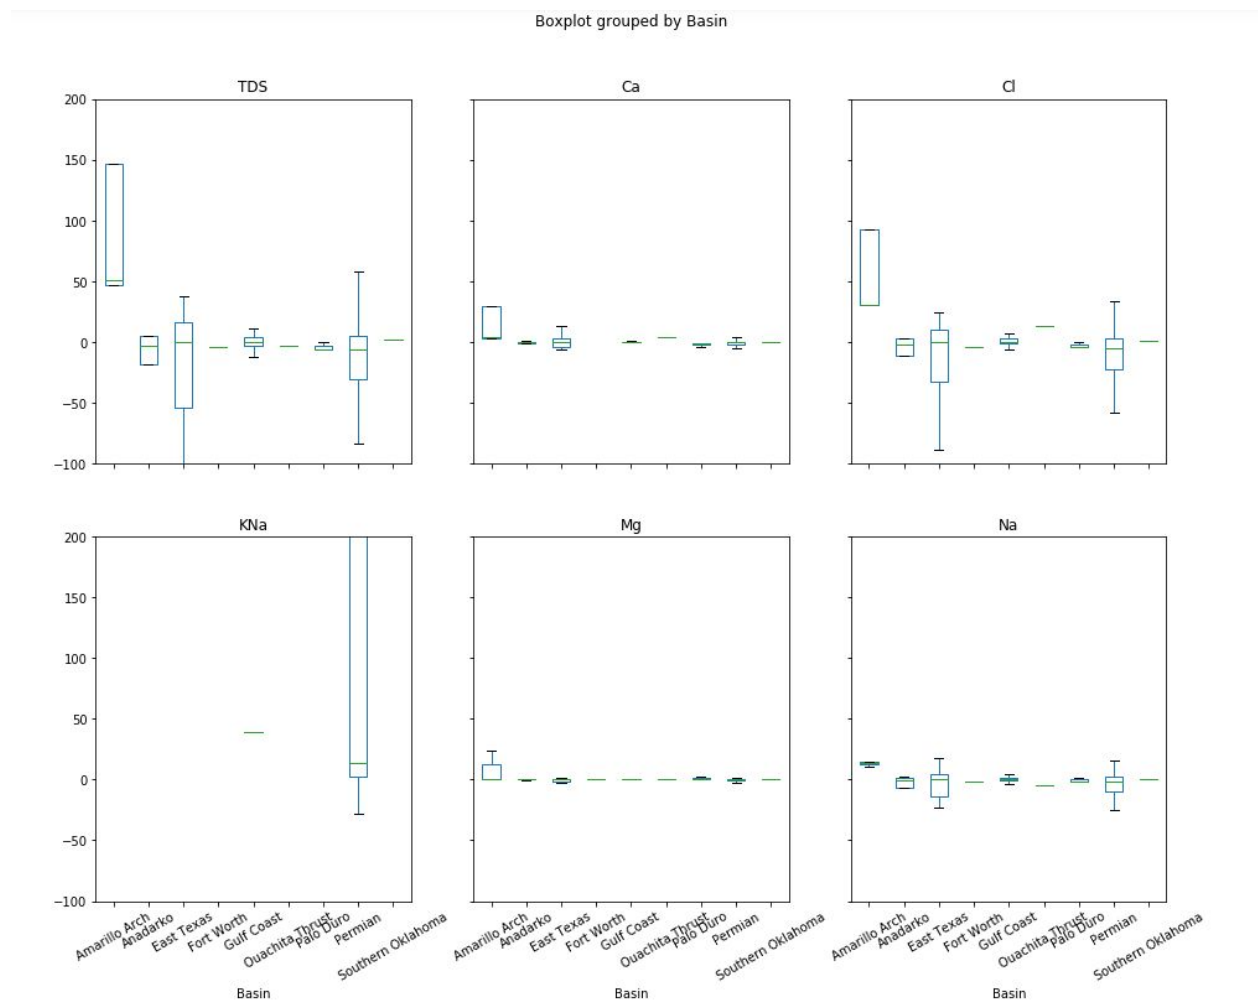 Boxplot grouped by Basin
TDS
Ca
Cl
200
150
100
50
0
−50
−100
KNa
Mg
Na
200
150
100
50
0
−50
−100
Amarillo Arch
Anadarko
East Texas
Fort Worth
Gulf Coast
Ouachita Thrust
Palo Duro
Permian
Southern Oklahoma
Amarillo Arch
Anadarko
East Texas
Fort Worth
Gulf Coast
Ouachita Thrust
Palo Duro
Permian
Southern Oklahoma
Amarillo Arch
Anadarko
East Texas
Fort Worth
Gulf Coast
Ouachita Thrust
Palo Duro
Permian
Southern Oklahoma
Basin
Basin
Basin